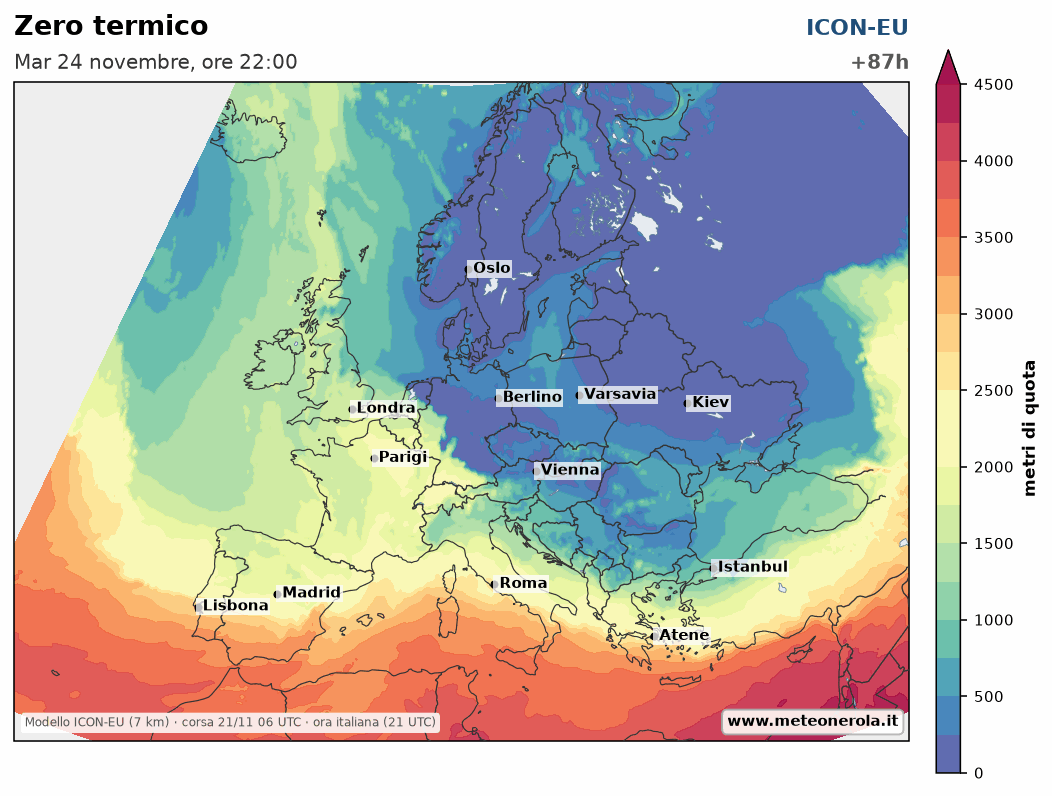 Zero termico
ICON-EU
Mar 24 novembre, ore 22:00
+87h
4500
4000
3500
3000
2500
2000
1500
1000
500
0
metri di quota
Oslo
Berlino
Varsavia
Kiev
Londra
Parigi
Vienna
Istanbul
Roma
Madrid
Lisbona
Atene
Modello ICON-EU (7 km) · corsa 21/11 06 UTC · ora italiana (21 UTC)
www.meteonerola.it